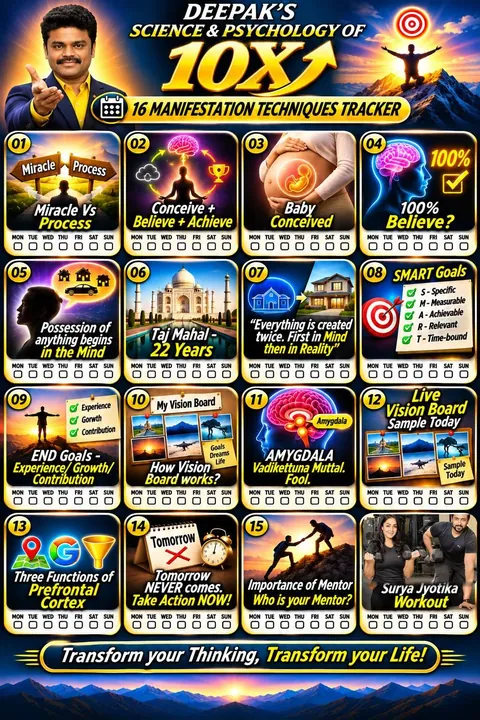 DEEPAK'S
SCIENCE & PSYCHOLOGY OF
10X
16 MANIFESTATION TECHNIQUES TRACKER
01
Miracle
Process
Miracle Vs
Process
MON TUE WED THU FRI SAT SUN
02
Conceive +
Believe + Achieve
MON TUE WED THU FRI SAT SUN
03
Baby
Conceived
MON TUE WED THU FRI SAT SUN
04
100%
100%
Believe?
MON TUE WED THU FRI SAT SUN
05
Possession of
anything begins
in the Mind
MON TUE WED THU FRI SAT SUN
06
Taj Mahal -
22 Years
MON TUE WED THU FRI SAT SUN
07
"Everything is created
twice. First in Mind
then in Reality"
MON TUE WED THU FRI SAT SUN
08
SMART Goals
S - Specific
M - Measurable
A - Achievable
R - Relevant
T - Time-bound
MON TUE WED THU FRI SAT SUN
09
Experience
Growth
Contribution
END Goals -
Experience/Growth/
Contribution
MON TUE WED THU FRI SAT SUN
10
My Vision Board
Goals
Dreams
Life
How Vision
Board works?
MON TUE WED THU FRI SAT SUN
11
Amygdala
AMYGDALA
Vadikettuna Muttal.
Fool.
MON TUE WED THU FRI SAT SUN
12
Live
Vision Board
Sample Today
Sample
Today
MON TUE WED THU FRI SAT SUN
13
G
Three Functions of
Prefrontal
Cortex
MON TUE WED THU FRI SAT SUN
14
Tomorrow
Tomorrow
NEVER comes.
Take Action NOW!
MON TUE WED THU FRI SAT SUN
15
Importance of Mentor
Who is your Mentor?
MON TUE WED THU FRI SAT SUN
Surya Jyotika
Workout
MON TUE WED THU FRI SAT SUN
Transform your Thinking, Transform your Life!